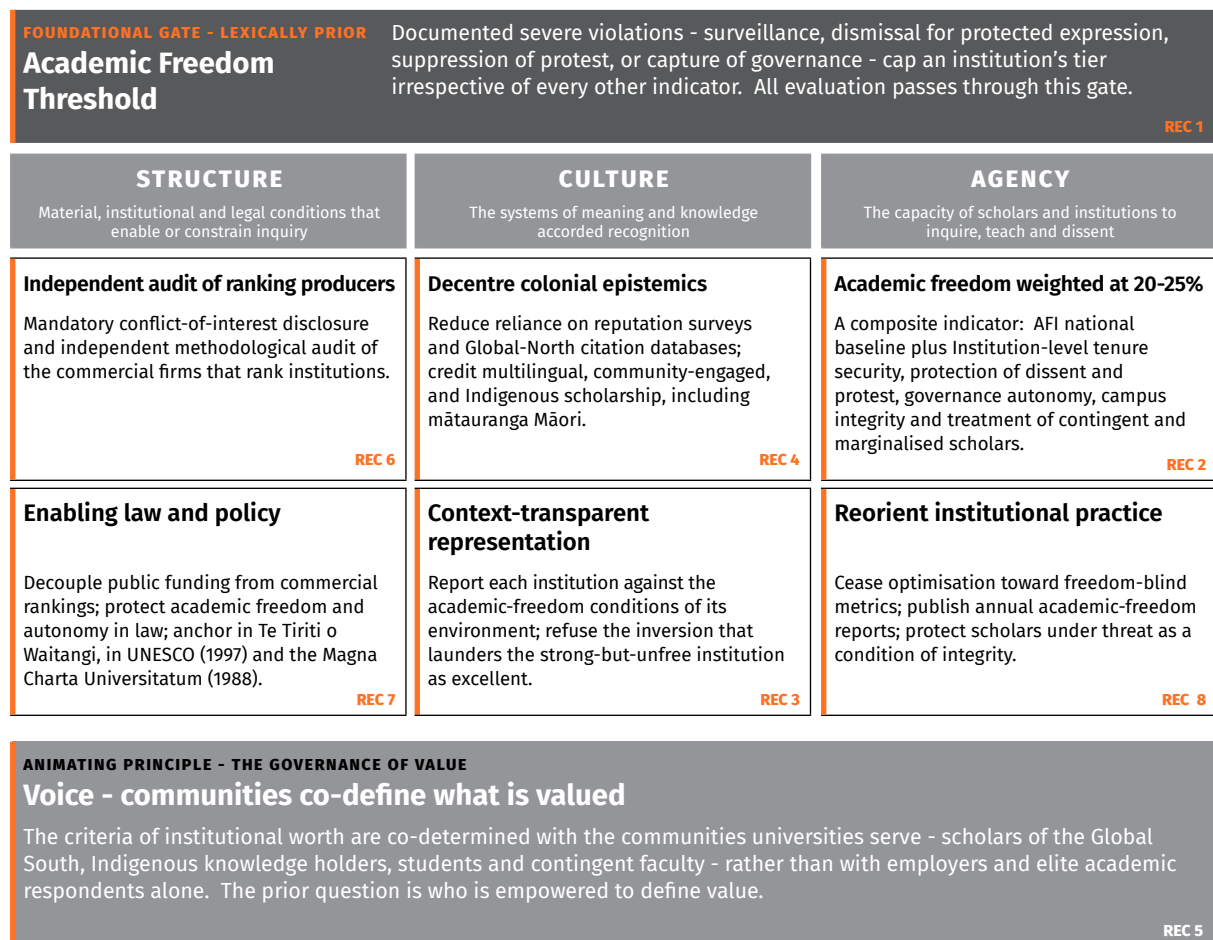 FOUNDATIONAL GATE - LEXICALLY PRIOR
Academic Freedom
Threshold
Documented severe violations - surveillance, dismissal for protected expression,
suppression of protest, or capture of governance - cap an institution’s tier
irrespective of every other indicator.  All evaluation passes through this gate.
REC 1
STRUCTURE
Material, institutional and legal conditions that
enable or constrain inquiry
CULTURE
The systems of meaning and knowledge
accorded recognition
AGENCY
The capacity of scholars and institutions to
inquire, teach and dissent
Independent audit of ranking producers
Mandatory conflict-of-interest disclosure
and independent methodological audit of
the commercial firms that rank institutions.
REC 6
Decentre colonial epistemics
Reduce reliance on reputation surveys
and Global-North citation databases;
credit multilingual, community-engaged,
and Indigenous scholarship, including
mātauranga Māori.
REC 4
Academic freedom weighted at 20-25%
A composite indicator:  AFI national
baseline plus Institution-level tenure
security, protection of dissent and
protest, governance autonomy, campus
integrity and treatment of contingent and
marginalised scholars.
REC 2
Enabling law and policy
Decouple public funding from commercial
rankings; protect academic freedom and
autonomy in law; anchor in Te Tiriti o
Waitangi, in UNESCO (1997) and the Magna
Charta Universitatum (1988).
REC 7
Context-transparent
representation
Report each institution against the
academic-freedom conditions of its
environment; refuse the inversion that
launders the strong-but-unfree institution
as excellent.
REC 3
Reorient institutional practice
Cease optimisation toward freedom-blind
metrics; publish annual academic-freedom
reports; protect scholars under threat as a
condition of integrity.
REC  8
ANIMATING PRINCIPLE - THE GOVERNANCE OF VALUE
Voice - communities co-define what is valued
The criteria of institutional worth are co-determined with the communities universities serve - scholars of the Global
South, Indigenous knowledge holders, students and contingent faculty - rather than with employers and elite academic
respondents alone.  The prior question is who is empowered to define value.
REC 5